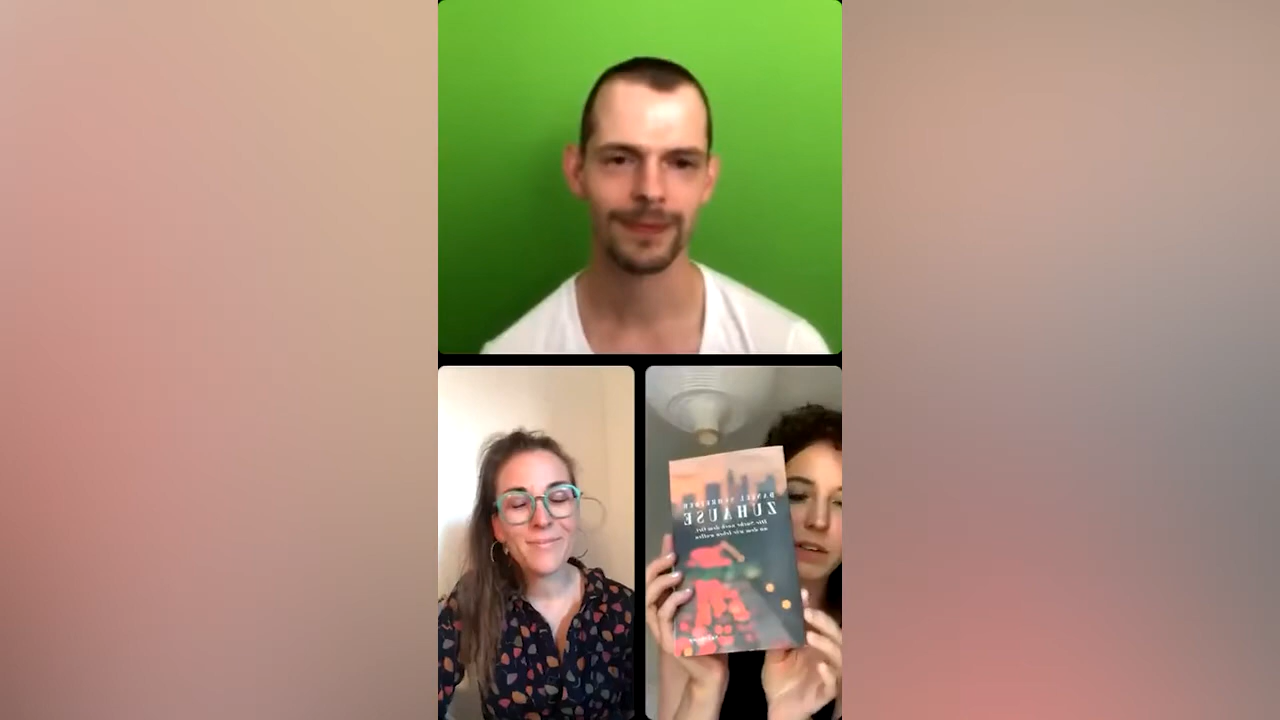 DANIEL SCHREIBER
ZUHAUSE
Die Suche nach dem Ort,
an dem wir leben wollen